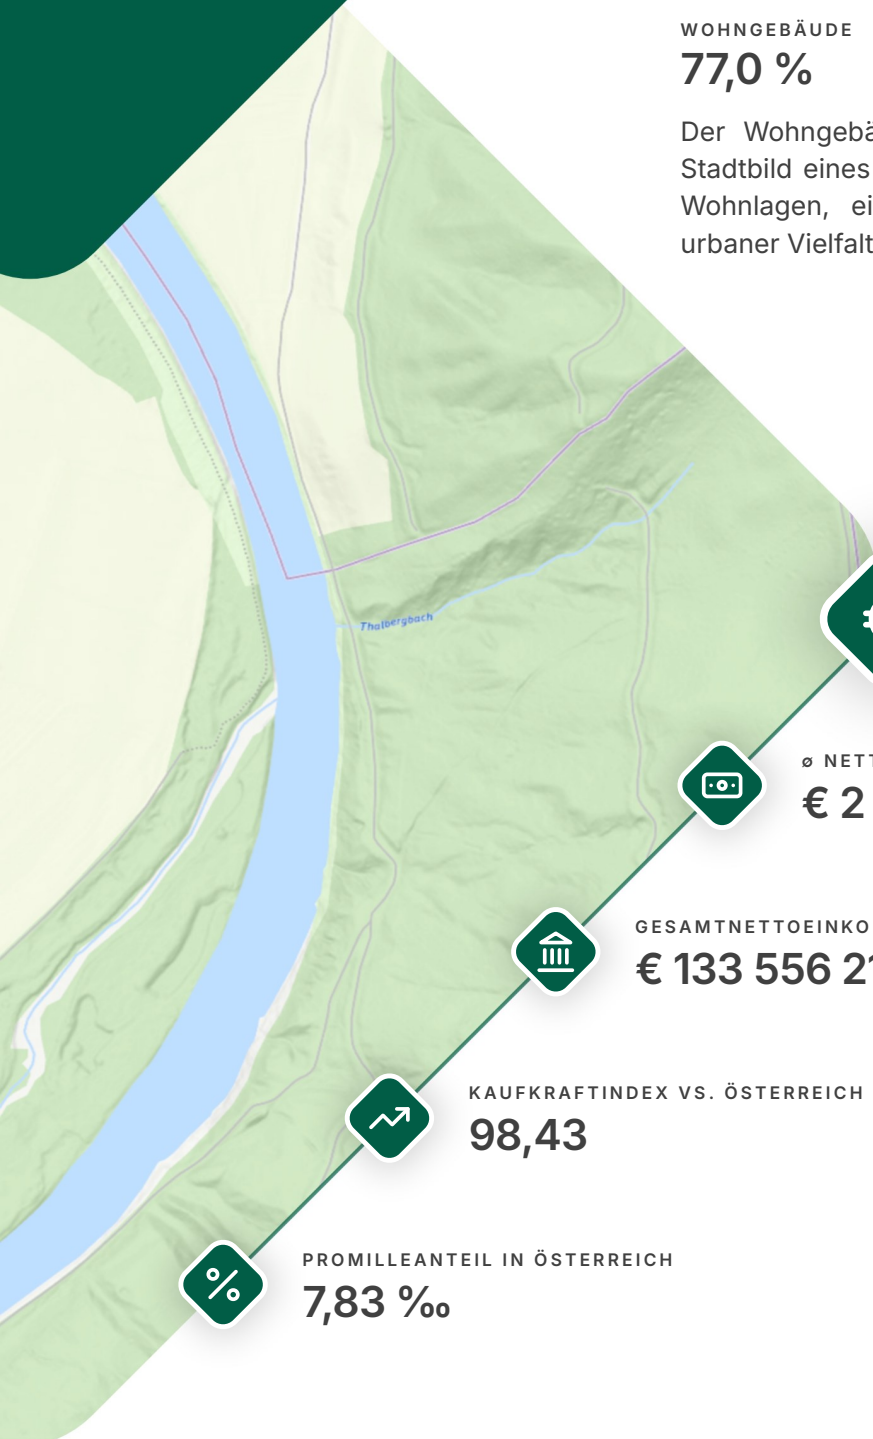 WOHNGEBÄUDE
77,0 %
Der Wohngebä
Stadtbild eines
Wohnlagen, ei
urbaner Vielfalt
Thalbergbach
ø NETT
€ 2
GESAMTNETTOEINKO
€ 133 556 21
KAUFKRAFTINDEX VS. ÖSTERREICH
98,43
PROMILLEANTEIL IN ÖSTERREICH
7,83 ‰